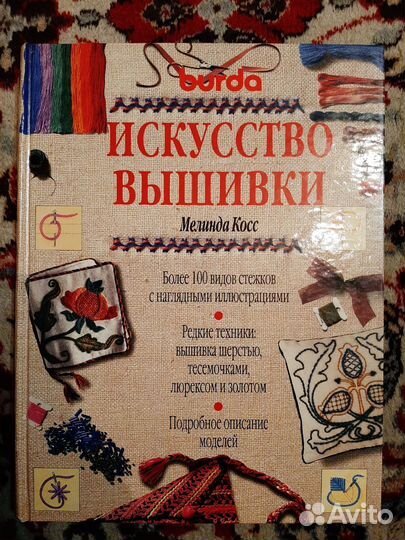 burda
ИСКУССТВО
ВЫШИВКИ
Мелинда Косс
Более 100 видов стежков
с наглядными иллюстрациями
Редкие техники:
вышивка шерстью,
тесемочками,
люрексом и золотом
Подробное описание
моделей
Avito